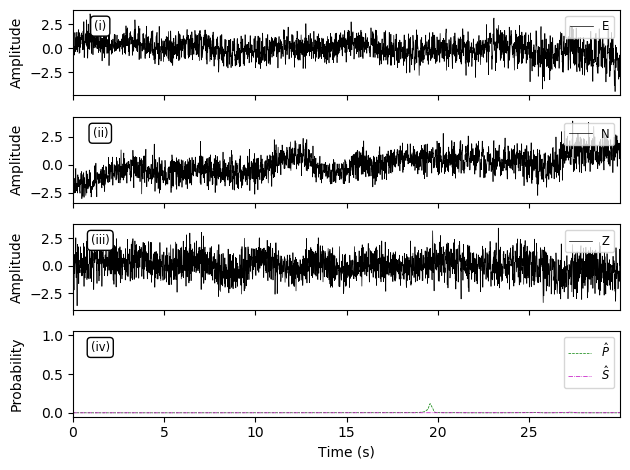 Amplitude
2.5
0.0
−2.5
(i)
E
Amplitude
2.5
0.0
−2.5
(ii)
N
Amplitude
2.5
0.0
−2.5
(iii)
Z
Probability
1.0
0.5
0.0
(iv)
P̂
Ŝ
0 5 10 15 20 25
Time (s)